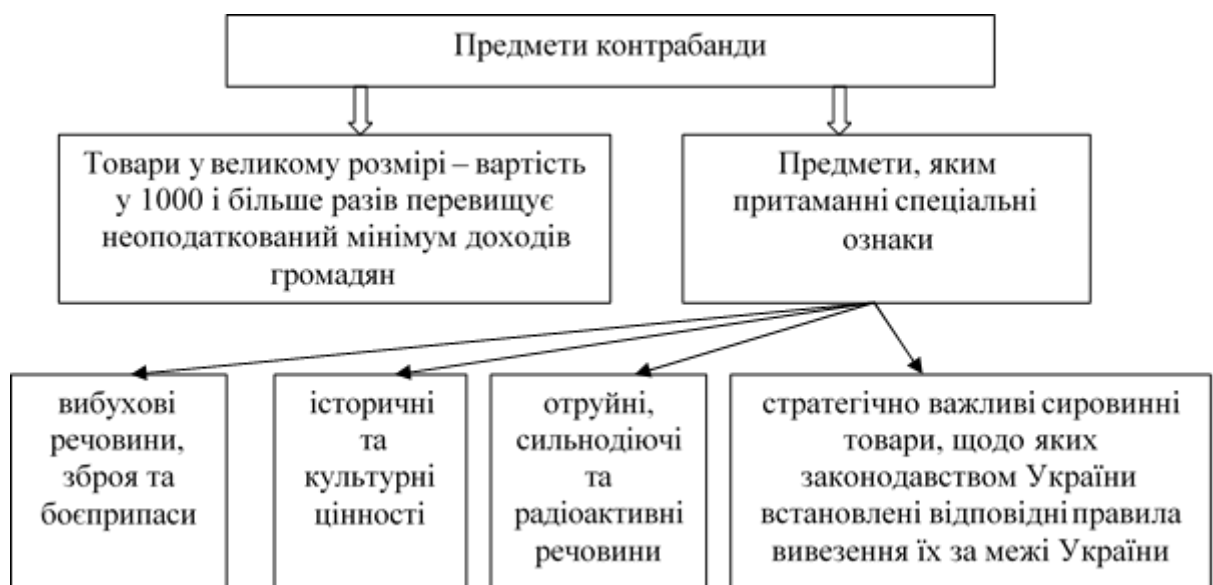 Предмети контрабанди
Товари у великому розмірі – вартість
у 1000 і більше разів перевищує
неоподаткований мінімум доходів
громадян
Предмети, яким
притаманні спеціальні
ознаки
вибухові
речовини,
зброя та
боєприпаси
історичні
та
культурні
цінності
отруйні,
сильнодіючі
та
радіоактивні
речовини
стратегічно важливі сировинні
товари, щодо яких
законодавством України
встановлені відповідні правила
вивезення їх за межі України